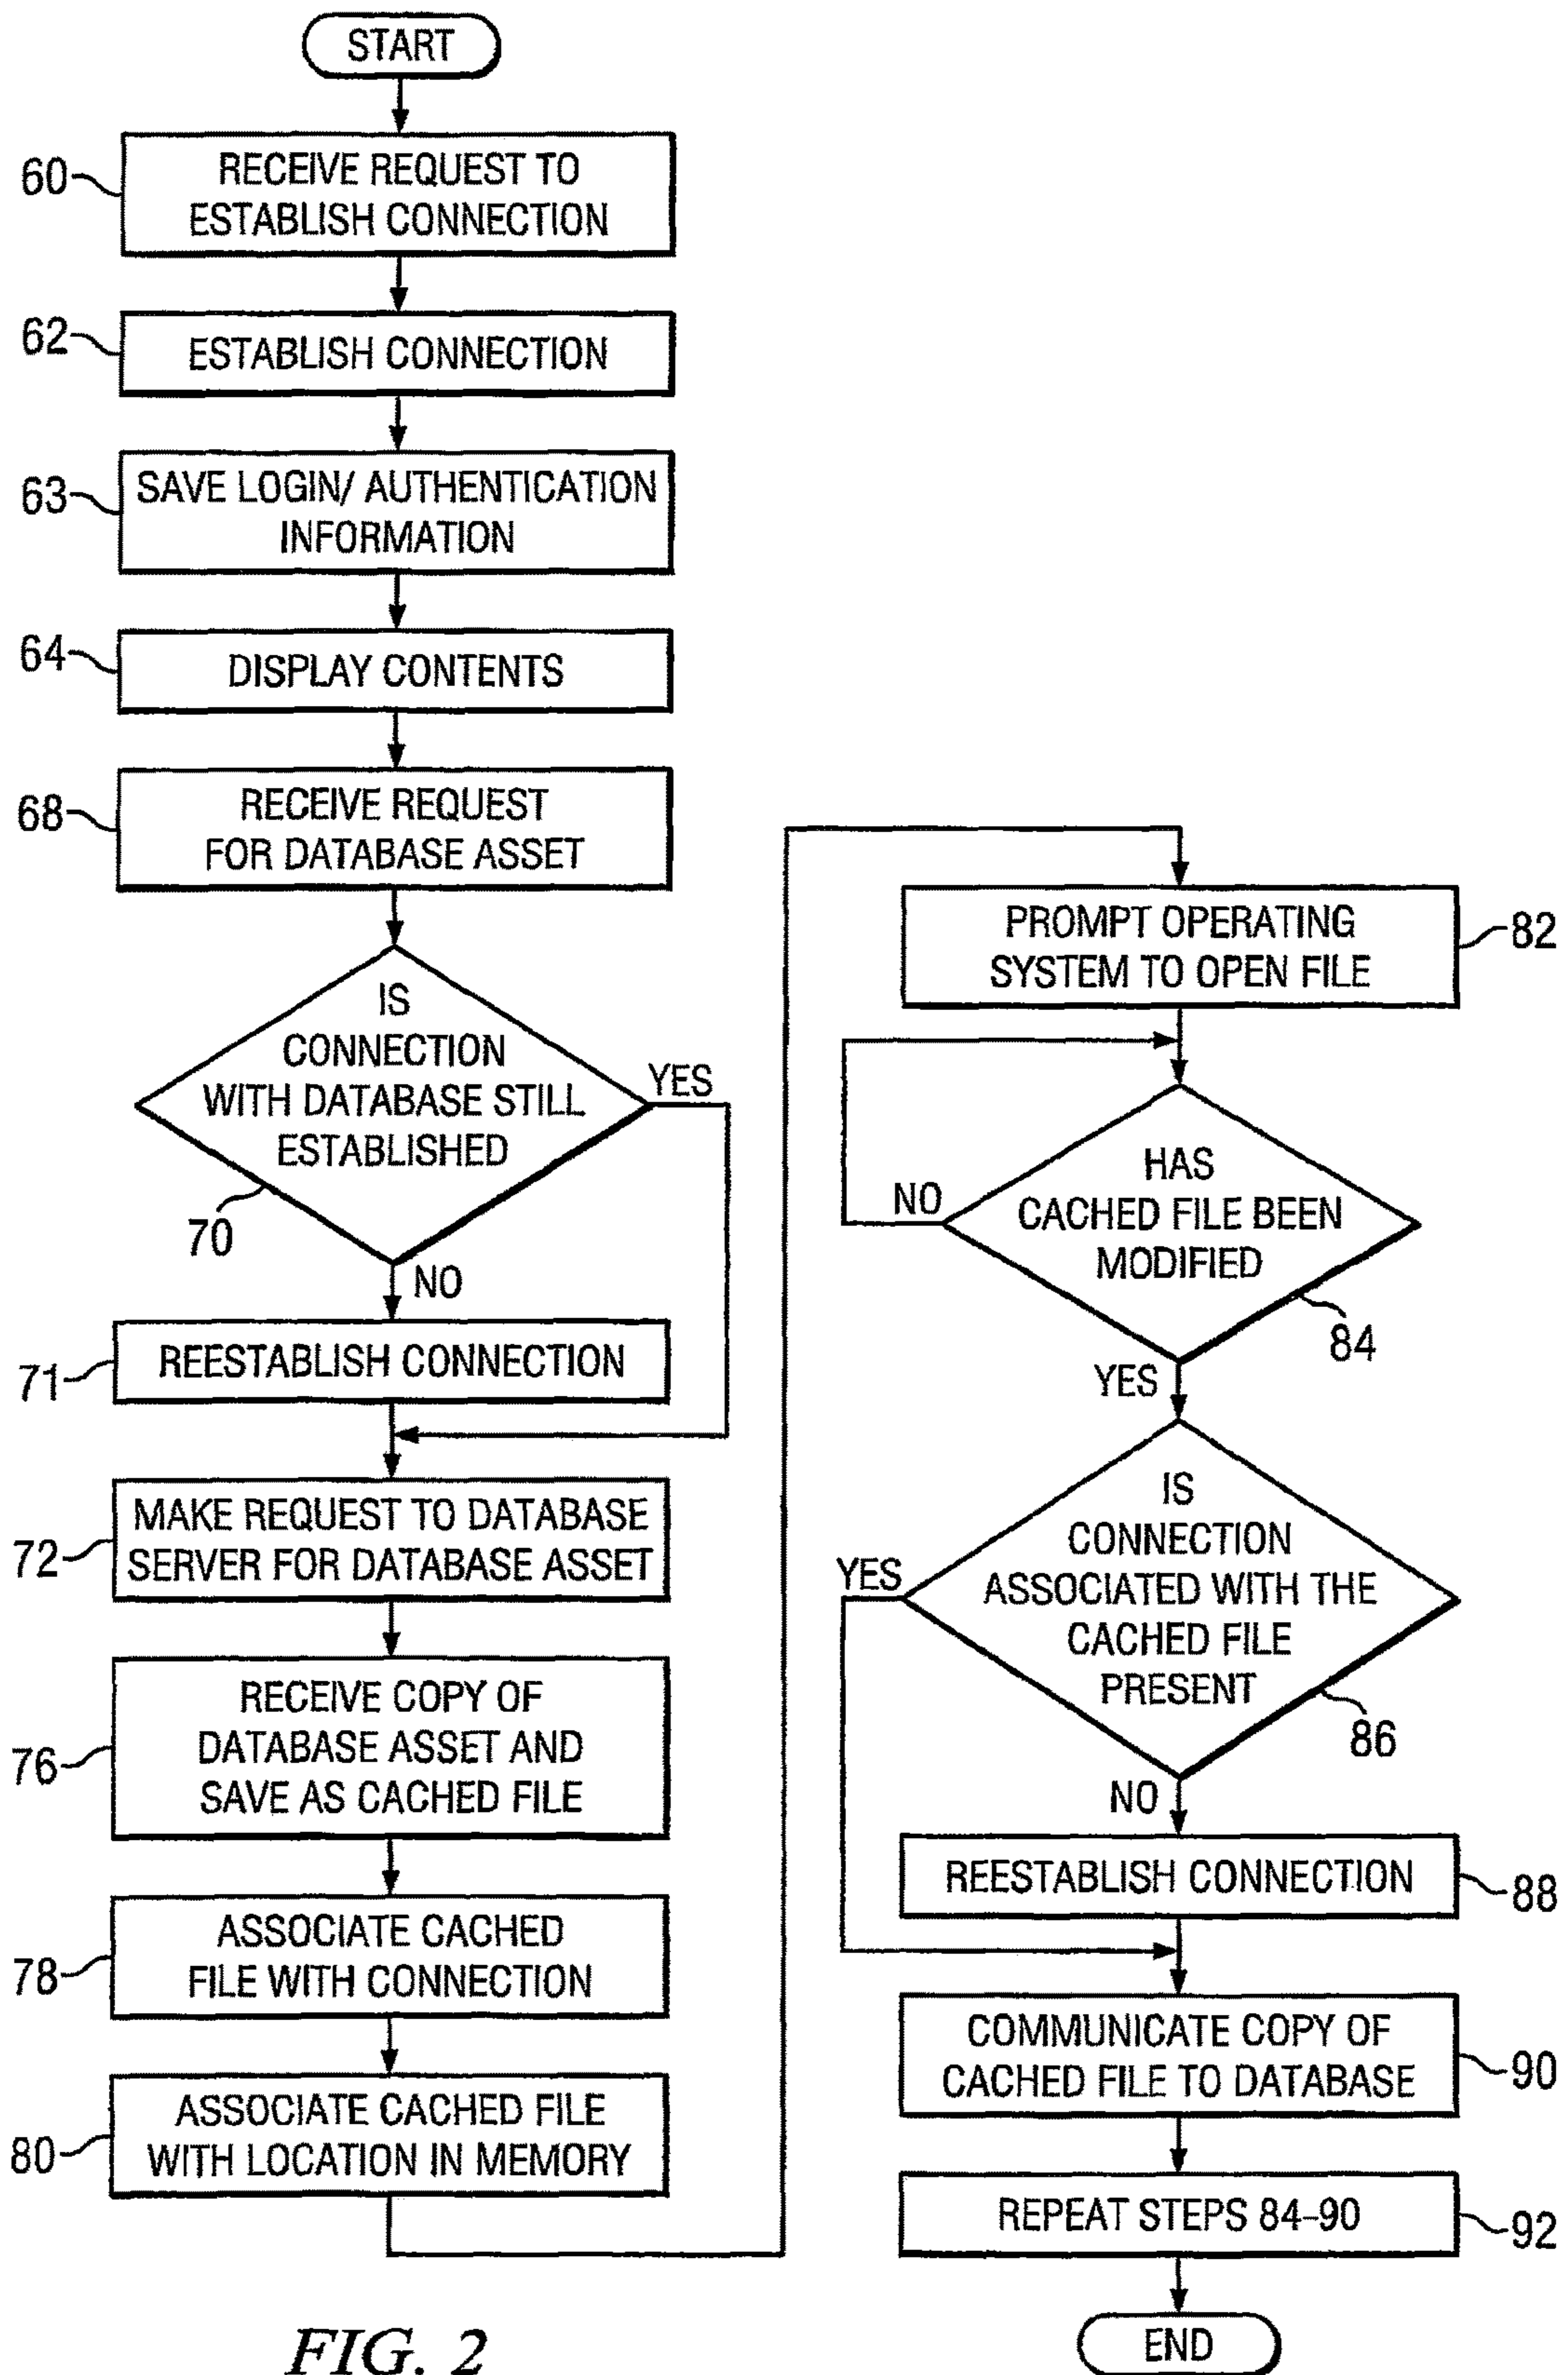 START
60
RECEIVE REQUEST TO
ESTABLISH CONNECTION
62
ESTABLISH CONNECTION
63
SAVE LOGIN/ AUTHENTICATION
INFORMATION
64
DISPLAY CONTENTS
68
RECEIVE REQUEST
FOR DATABASE ASSET
IS
CONNECTION
WITH DATABASE STILL
ESTABLISHED
YES
70
NO
71
REESTABLISH CONNECTION
72
MAKE REQUEST TO DATABASE
SERVER FOR DATABASE ASSET
76
RECEIVE COPY OF
DATABASE ASSET AND
SAVE AS CACHED FILE
78
ASSOCIATE CACHED
FILE WITH CONNECTION
80
ASSOCIATE CACHED FILE
WITH LOCATION IN MEMORY
PROMPT OPERATING
SYSTEM TO OPEN FILE
82
HAS
CACHED FILE BEEN
MODIFIED
NO
84
YES
IS
CONNECTION
ASSOCIATED WITH THE
CACHED FILE
PRESENT
YES
86
NO
REESTABLISH CONNECTION
88
COMMUNICATE COPY OF
CACHED FILE TO DATABASE
90
REPEAT STEPS 84-90
92
END
FIG. 2